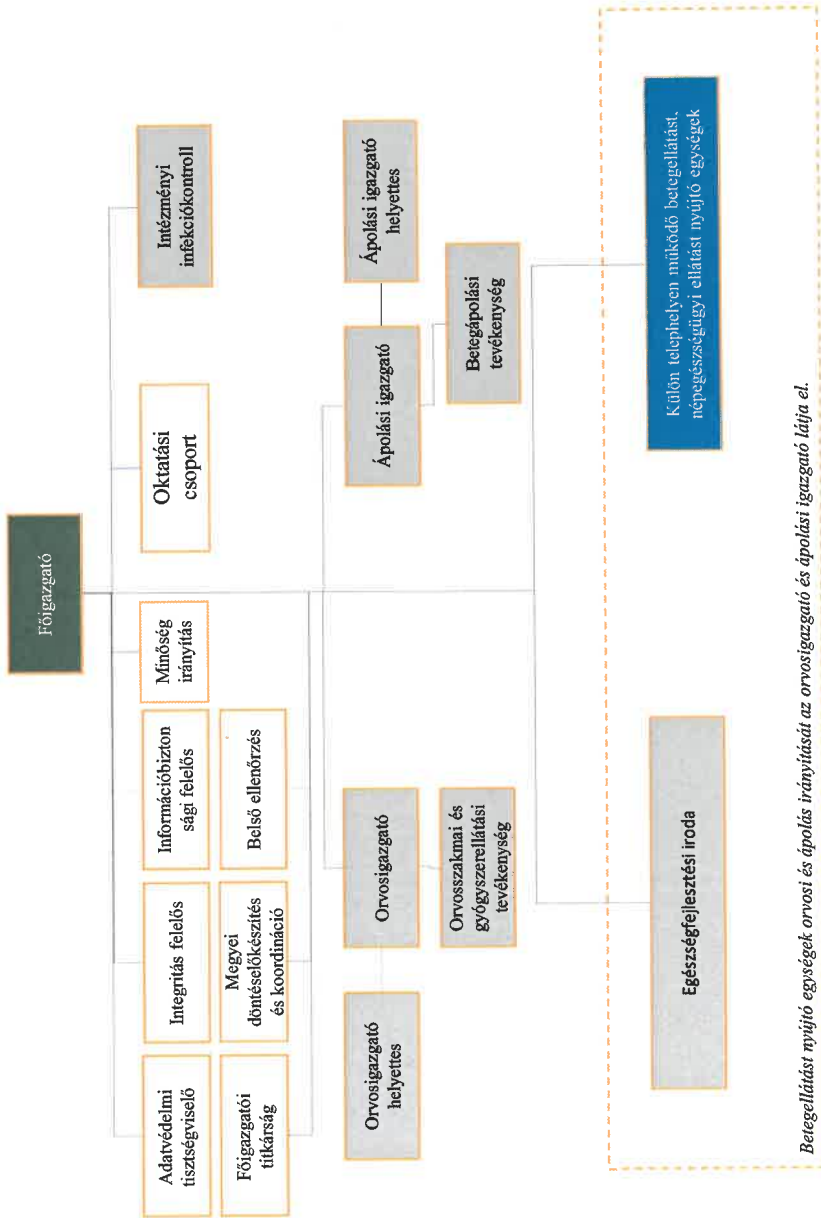 Főigazgató
Adatvédelmi
tisztségviselő
Integritás felelős
Információbizton
sági felelős
Minőség
irányítás
Oktatási
csoport
Intézményi
infekciókontroll
Főigazgatói
titkárság
Megyei
döntéselőkészítés
és koordináció
Belső ellenőrzés
Orvosigazgató
helyettes
Orvosigazgató
Ápolási igazgató
Ápolási igazgató
helyettes
Orvosszakmai és
gyógyszerellátási
tevékenység
Betegápolási
tevékenység
Egészségfejlesztési iroda
Külön telephelyen működő betegellátást,
népegészségügyi ellátást nyújtó egységek
Betegellátást nyújtó egységek orvosi és ápolás irányítását az orvosigazgató és ápolási igazgató látja el.